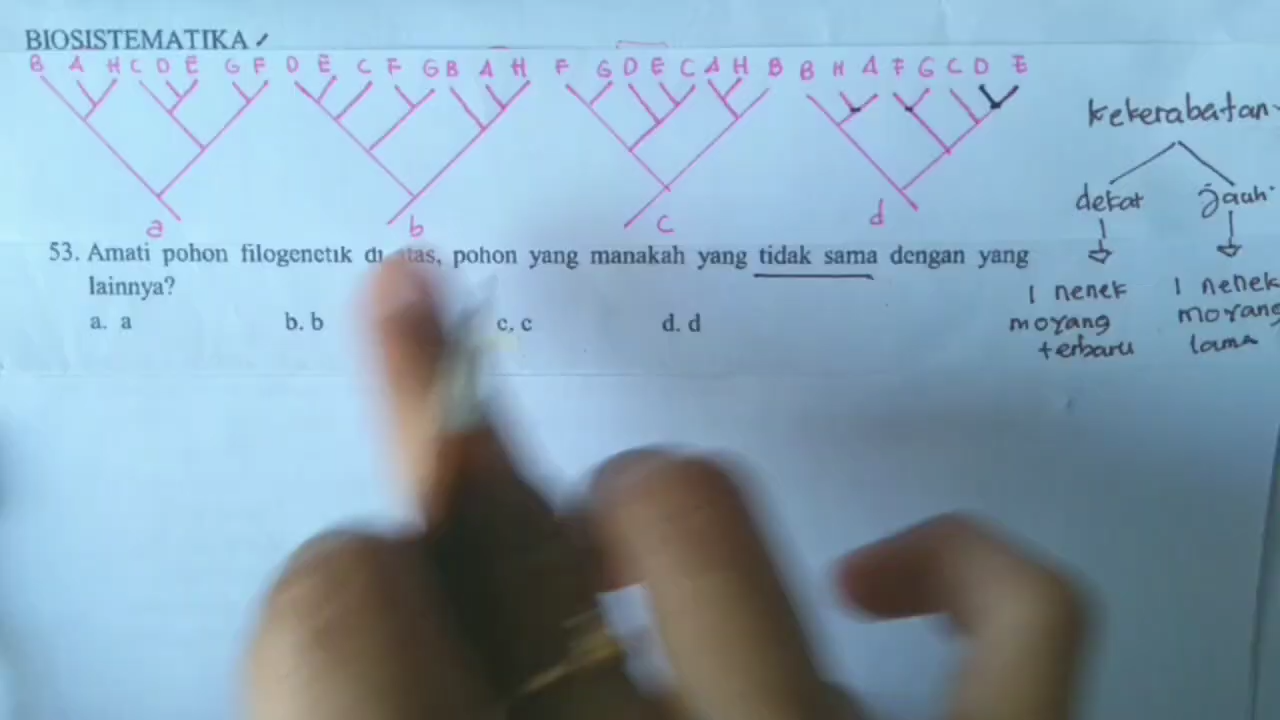 BIOSISTEMATIKA
B A H C D E G F D E C F G B A H F G D E C A H B B H A F G C D E
a b c d
53. Amati pohon filogenetik di atas, pohon yang manakah yang tidak sama dengan yang
lainnya?
a. a b. b c. c d. d
kekerabatan
dekat jauh
1 nenek
moyang
terbaru
1 nenek
moyang
lama